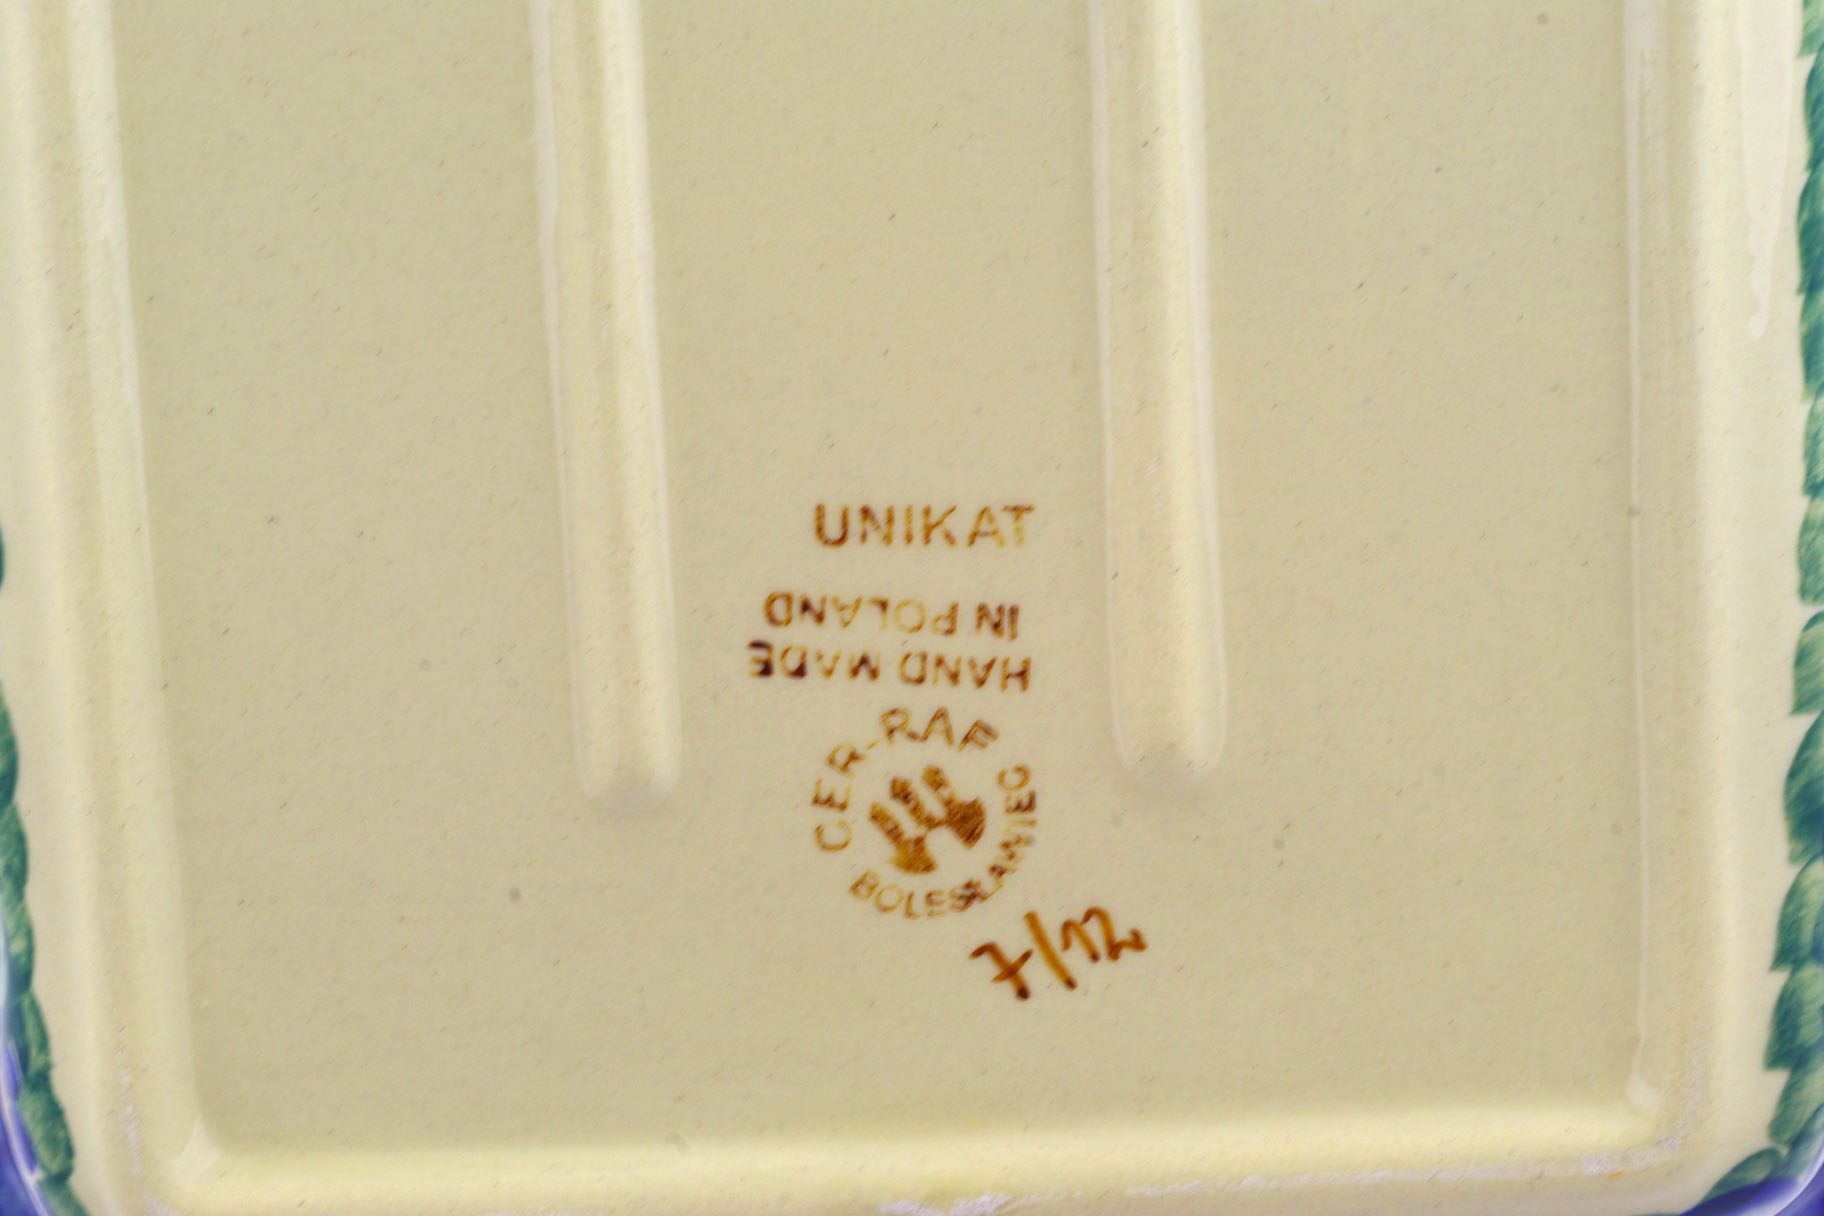 UNIKAT
HAND MADE
IN POLAND
CER-RAF
BOLESŁAWIEC
7/12